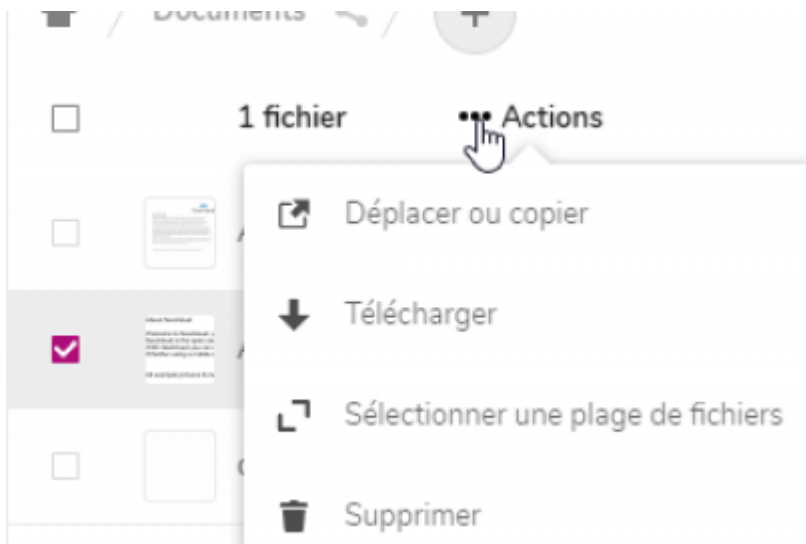 Documents
1 fichier ••• Actions
Déplacer ou copier
Télécharger
Sélectionner une plage de fichiers
Supprimer